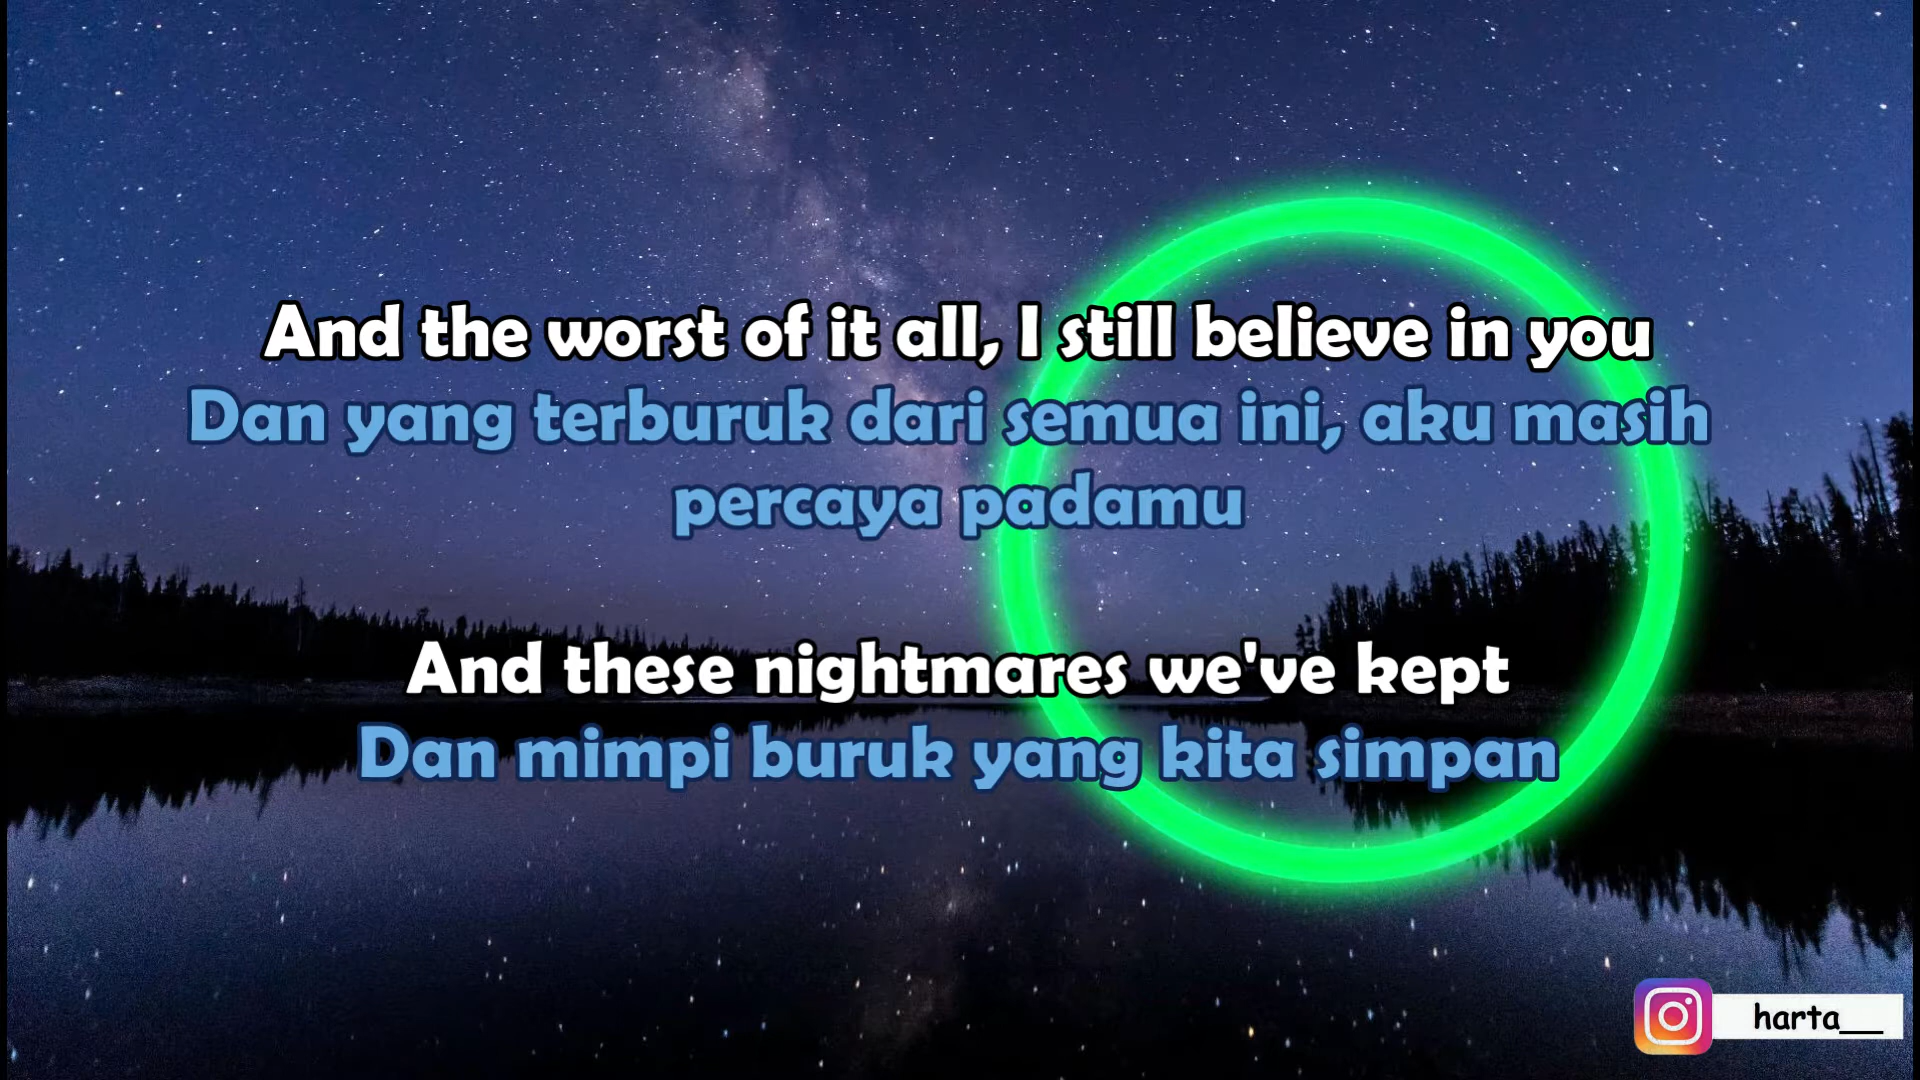 And the worst of it all, I still believe in you
Dan yang terburuk dari semua ini, aku masih
percaya padamu
And these nightmares we've kept
Dan mimpi buruk yang kita simpan
harta__